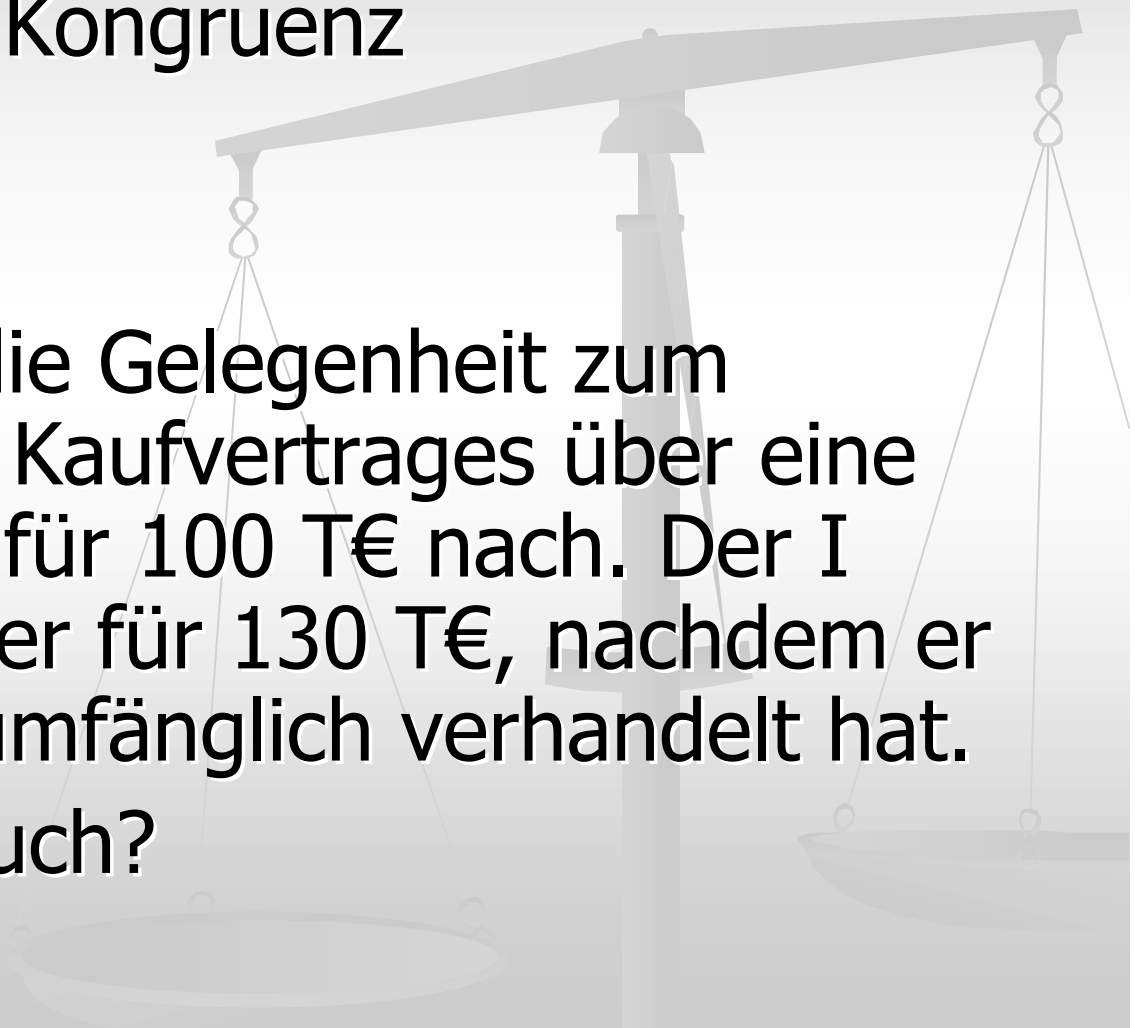 Kongruenz
die Gelegenheit zum
Kaufvertrages über eine
für 100 T€ nach. Der I
er für 130 T€, nachdem er
umfänglich verhandelt hat.
uch?